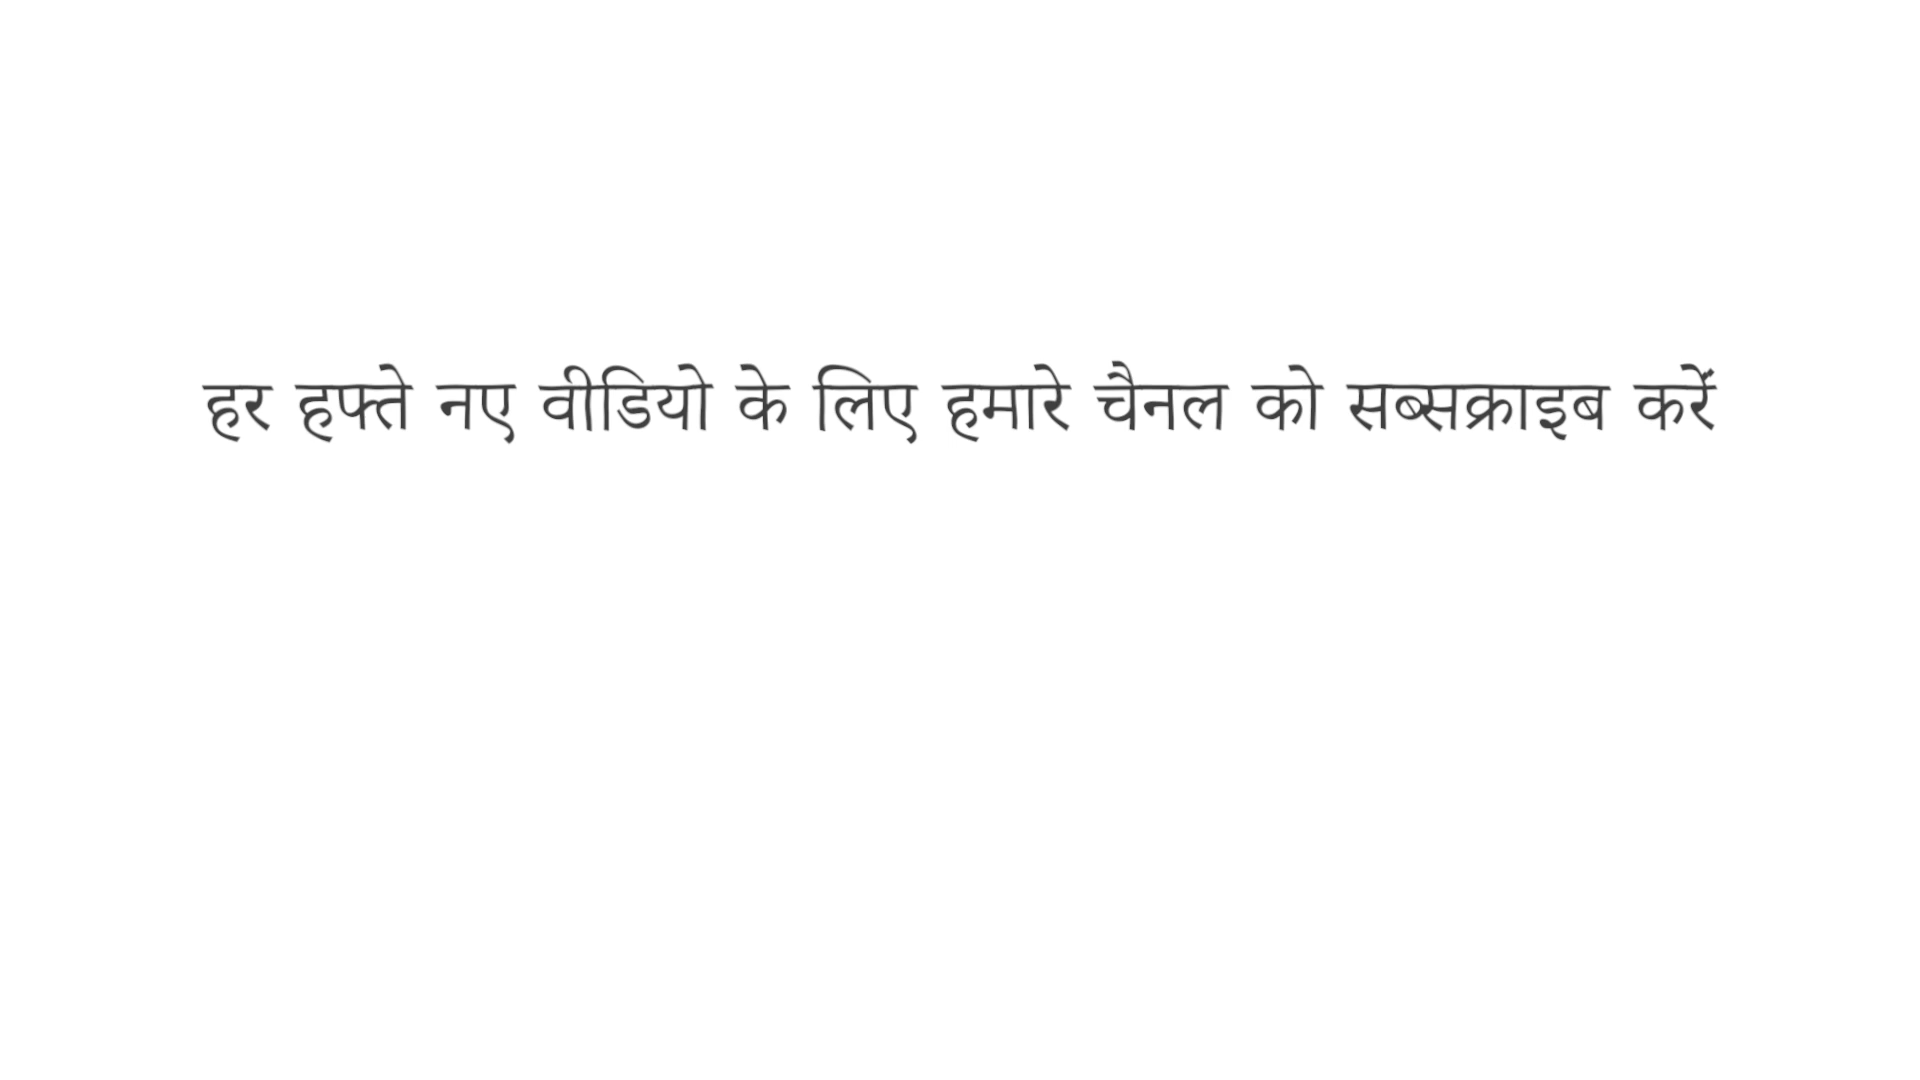 हर हफ्ते नए वीडियो के लिए हमारे चैनल को सब्सक्राइब करें